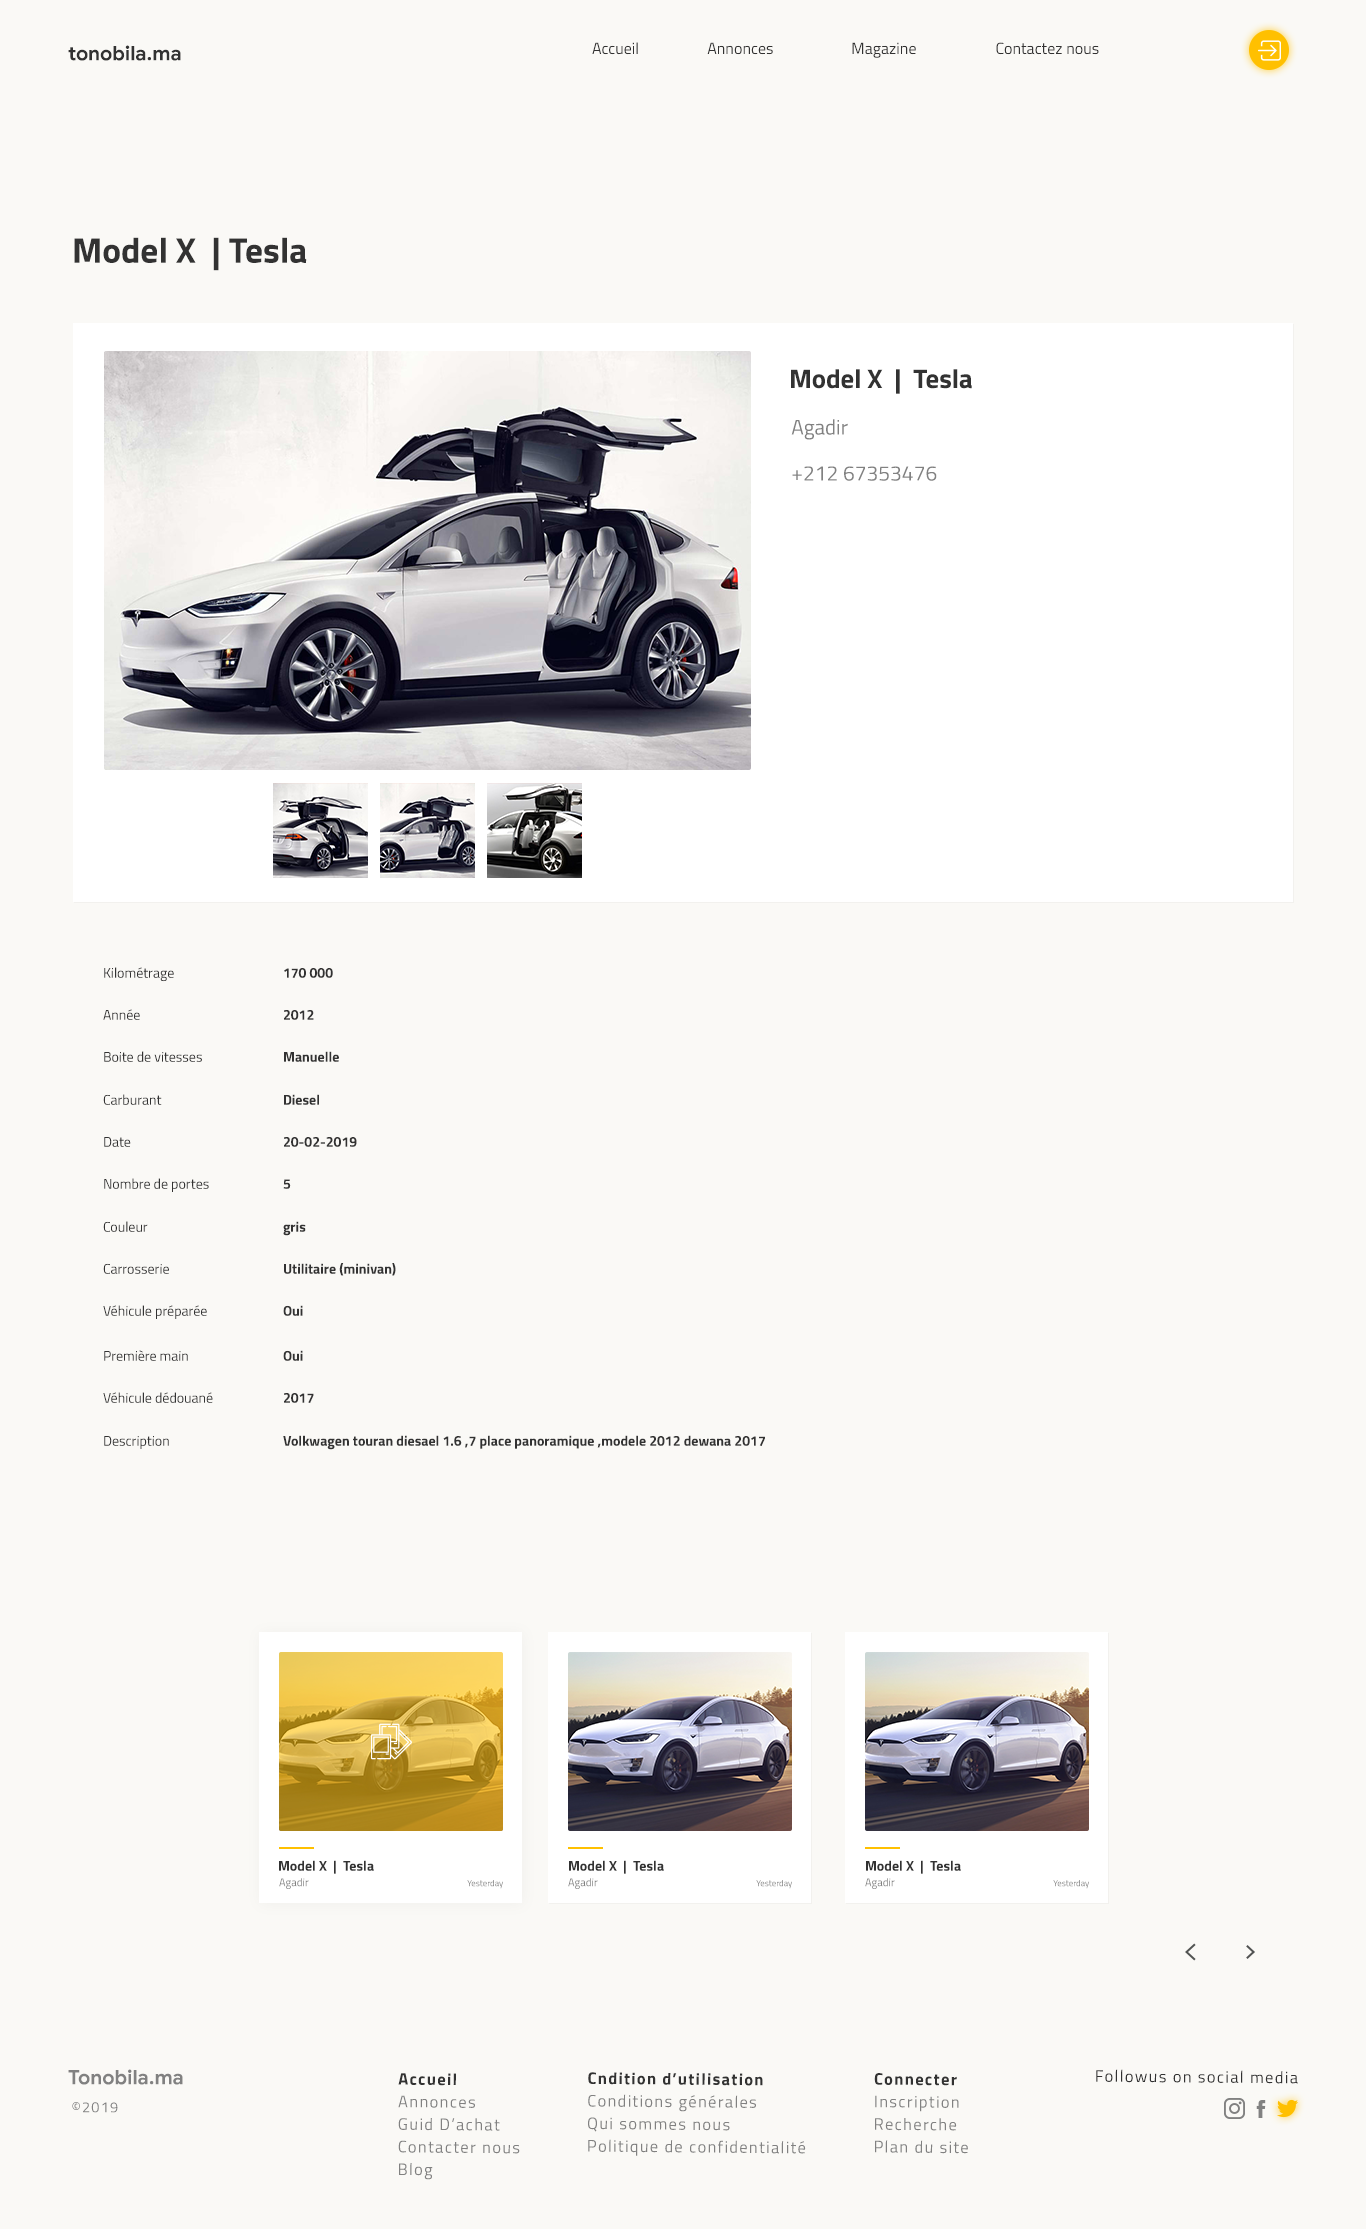 tonobila.ma
Accueil
Annonces
Magazine
Contactez nous
Model X | Tesla
Model X | Tesla
Agadir
+212 67353476
Kilométrage 170 000
Année 2012
Boite de vitesses Manuelle
Carburant Diesel
Date 20-02-2019
Nombre de portes 5
Couleur gris
Carrosserie Utilitaire (minivan)
Véhicule préparée Oui
Première main Oui
Véhicule dédouané 2017
Description Volkwagen touran diesael 1.6 ,7 place panoramique ,modele 2012 dewana 2017
Model X | Tesla
Agadir
Yesterday
Model X | Tesla
Agadir
Yesterday
Model X | Tesla
Agadir
Yesterday
Tonobila.ma
©2019
Accueil
Annonces
Guid D’achat
Contacter nous
Blog
Cndition d’utilisation
Conditions générales
Qui sommes nous
Politique de confidentialité
Connecter
Inscription
Recherche
Plan du site
Followus on social media